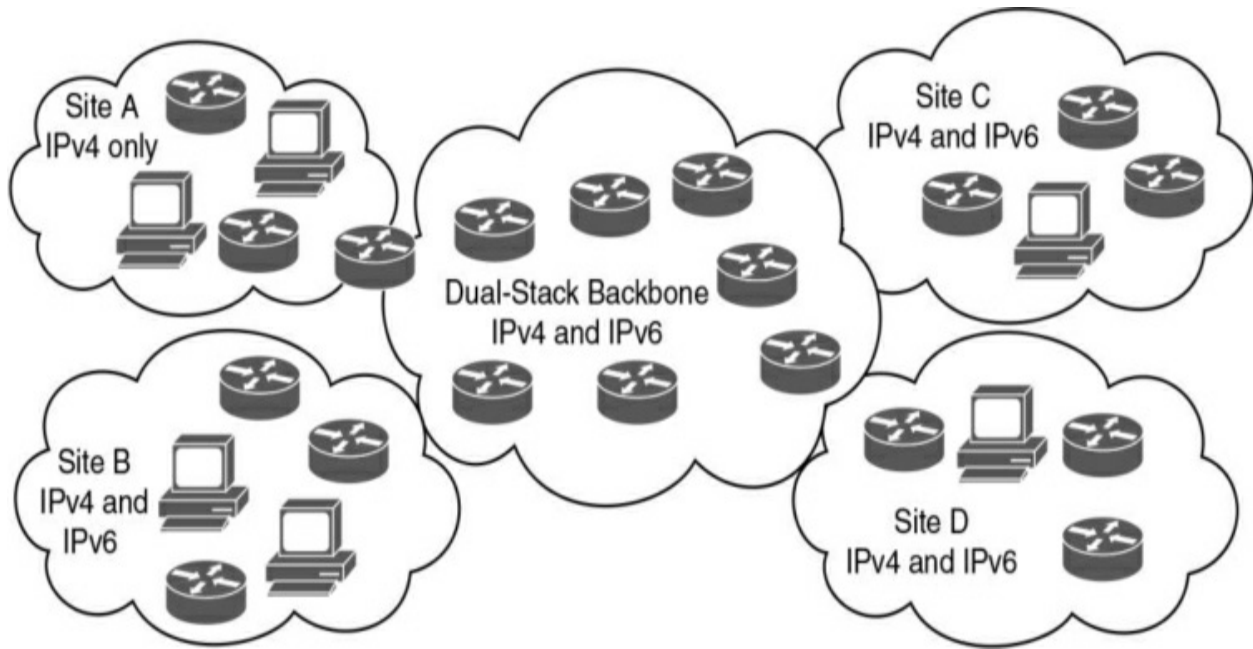 Site A
IPv4 only
Site C
IPv4 and IPv6
Dual-Stack Backbone
IPv4 and IPv6
Site B
IPv4 and
IPv6
Site D
IPv4 and IPv6